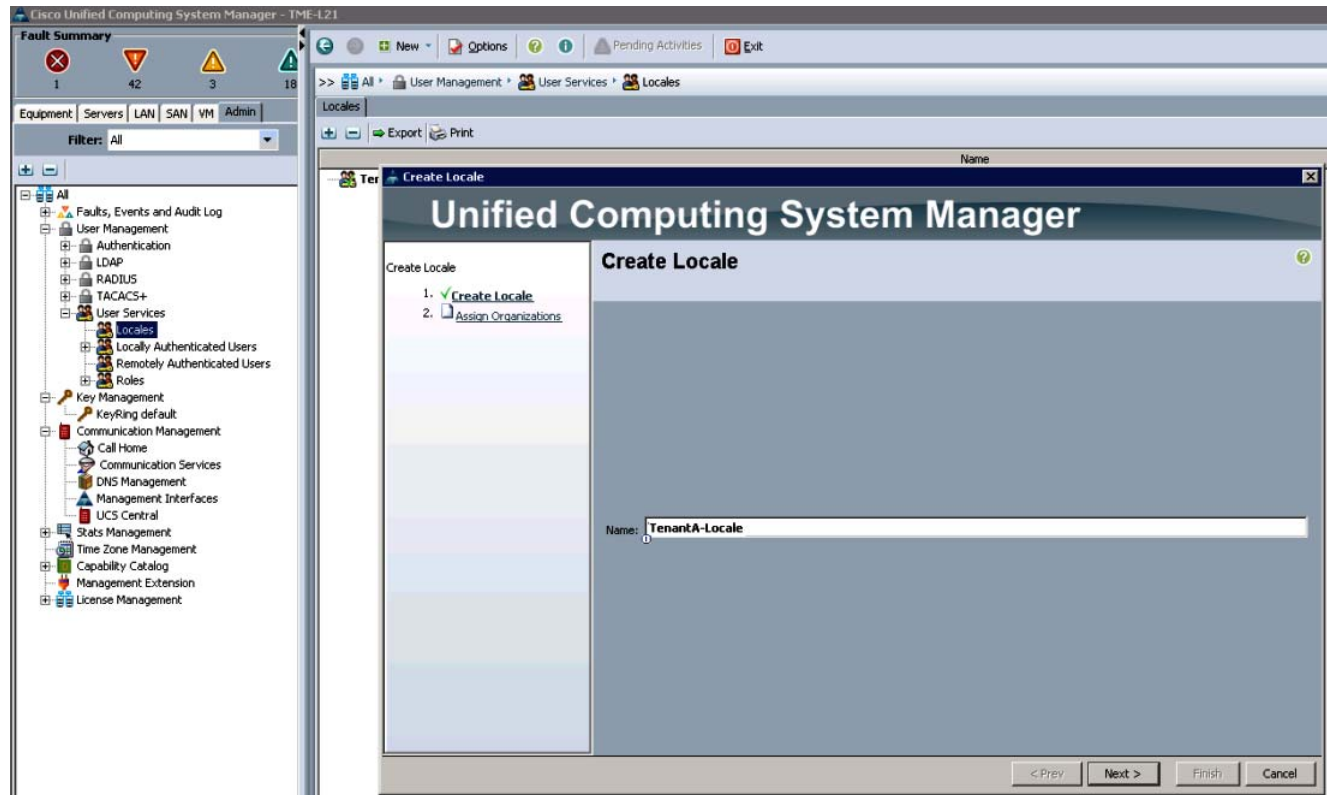 Cisco Unified Computing System Manager - TME-L21
Fault Summary
1 42 3 18
Equipment Servers LAN SAN VM Admin
Filter: All
All
Faults, Events and Audit Log
User Management
Authentication
LDAP
RADIUS
TACACS+
User Services
Locales
Locally Authenticated Users
Remotely Authenticated Users
Roles
Key Management
KeyRing default
Communication Management
Call Home
Communication Services
DNS Management
Management Interfaces
UCS Central
Stats Management
Time Zone Management
Capability Catalog
Management Extension
License Management
New Options Pending Activities Exit
>> All User Management User Services Locales
Locales
Export Print
Name
Ter
Create Locale
Unified Computing System Manager
Create Locale
1. Create Locale
2. Assign Organizations
Create Locale
Name: TenantA-Locale
< Prev Next > Finish Cancel